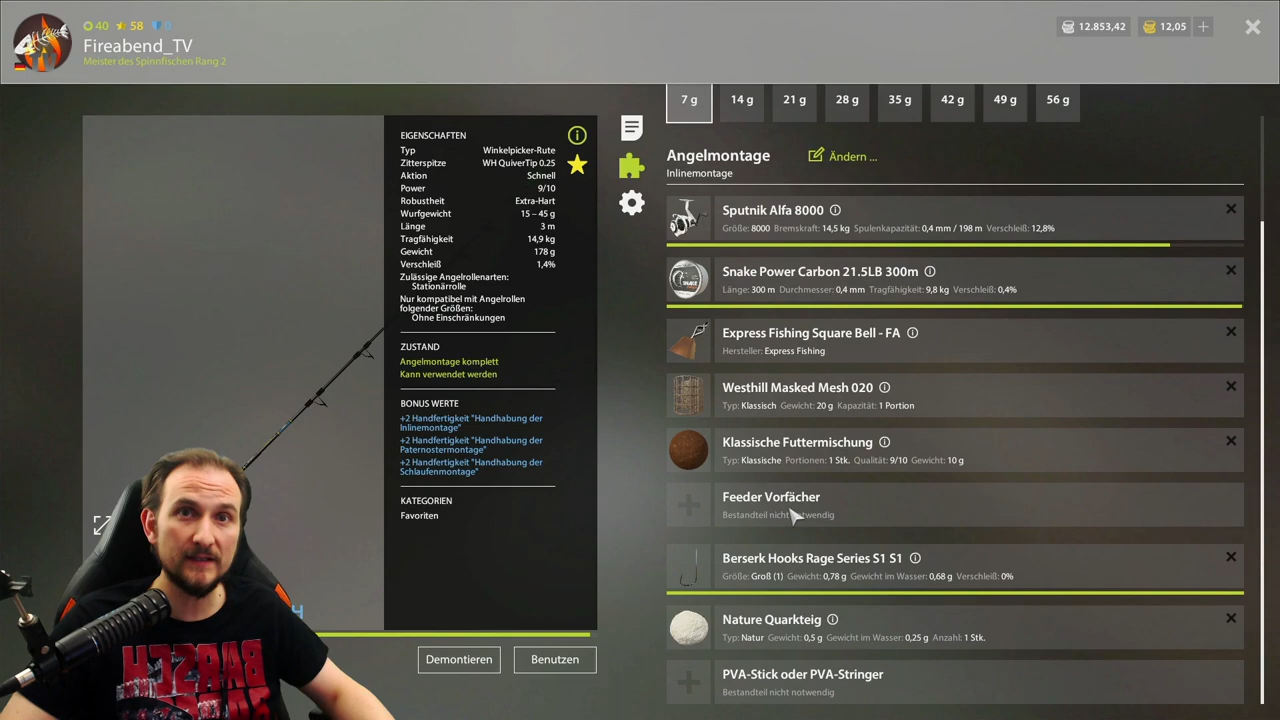 40 58 0
Fireabend_TV
Meister des Spinnfischen Rang 2
12.853,42 12,05 +
7 g 14 g 21 g 28 g 35 g 42 g 49 g 56 g
EIGENSCHAFTEN
Typ Winkelpicker-Rute
Zitterspitze WH QuiverTip 0.25
Aktion Schnell
Power 9/10
Robustheit Extra-Hart
Wurfgewicht 15 – 45 g
Länge 3 m
Tragfähigkeit 14,9 kg
Gewicht 178 g
Verschleiß 1,4%
Zulässige Angelrollenarten:
Stationärrolle
Nur kompatibel mit Angelrollen
folgender Größen:
Ohne Einschränkungen
ZUSTAND
Angelmontage komplett
Kann verwendet werden
BONUS WERTE
+2 Handfertigkeit "Handhabung der
Inlinemontage"
+2 Handfertigkeit "Handhabung der
Paternostermontage"
+2 Handfertigkeit "Handhabung der
Schlaufenmontage"
KATEGORIEN
Favoriten
Demontieren Benutzen
Angelmontage Ändern ...
Inlinemontage
Sputnik Alfa 8000
Größe: 8000 Bremskraft: 14,5 kg Spulenkapazität: 0,4 mm / 198 m Verschleiß: 12,8%
Snake Power Carbon 21.5LB 300m
Länge: 300 m Durchmesser: 0,4 mm Tragfähigkeit: 9,8 kg Verschleiß: 0,4%
Express Fishing Square Bell - FA
Hersteller: Express Fishing
Westhill Masked Mesh 020
Typ: Klassisch Gewicht: 20 g Kapazität: 1 Portion
Klassische Futtermischung
Typ: Klassische Portionen: 1 Stk. Qualität: 9/10 Gewicht: 10 g
Feeder Vorfächer
Bestandteil nicht notwendig
Berserk Hooks Rage Series S1 S1
Größe: Groß (1) Gewicht: 0,78 g Gewicht im Wasser: 0,68 g Verschleiß: 0%
Nature Quarkteig
Typ: Natur Gewicht: 0,5 g Gewicht im Wasser: 0,25 g Anzahl: 1 Stk.
PVA-Stick oder PVA-Stringer
Bestandteil nicht notwendig